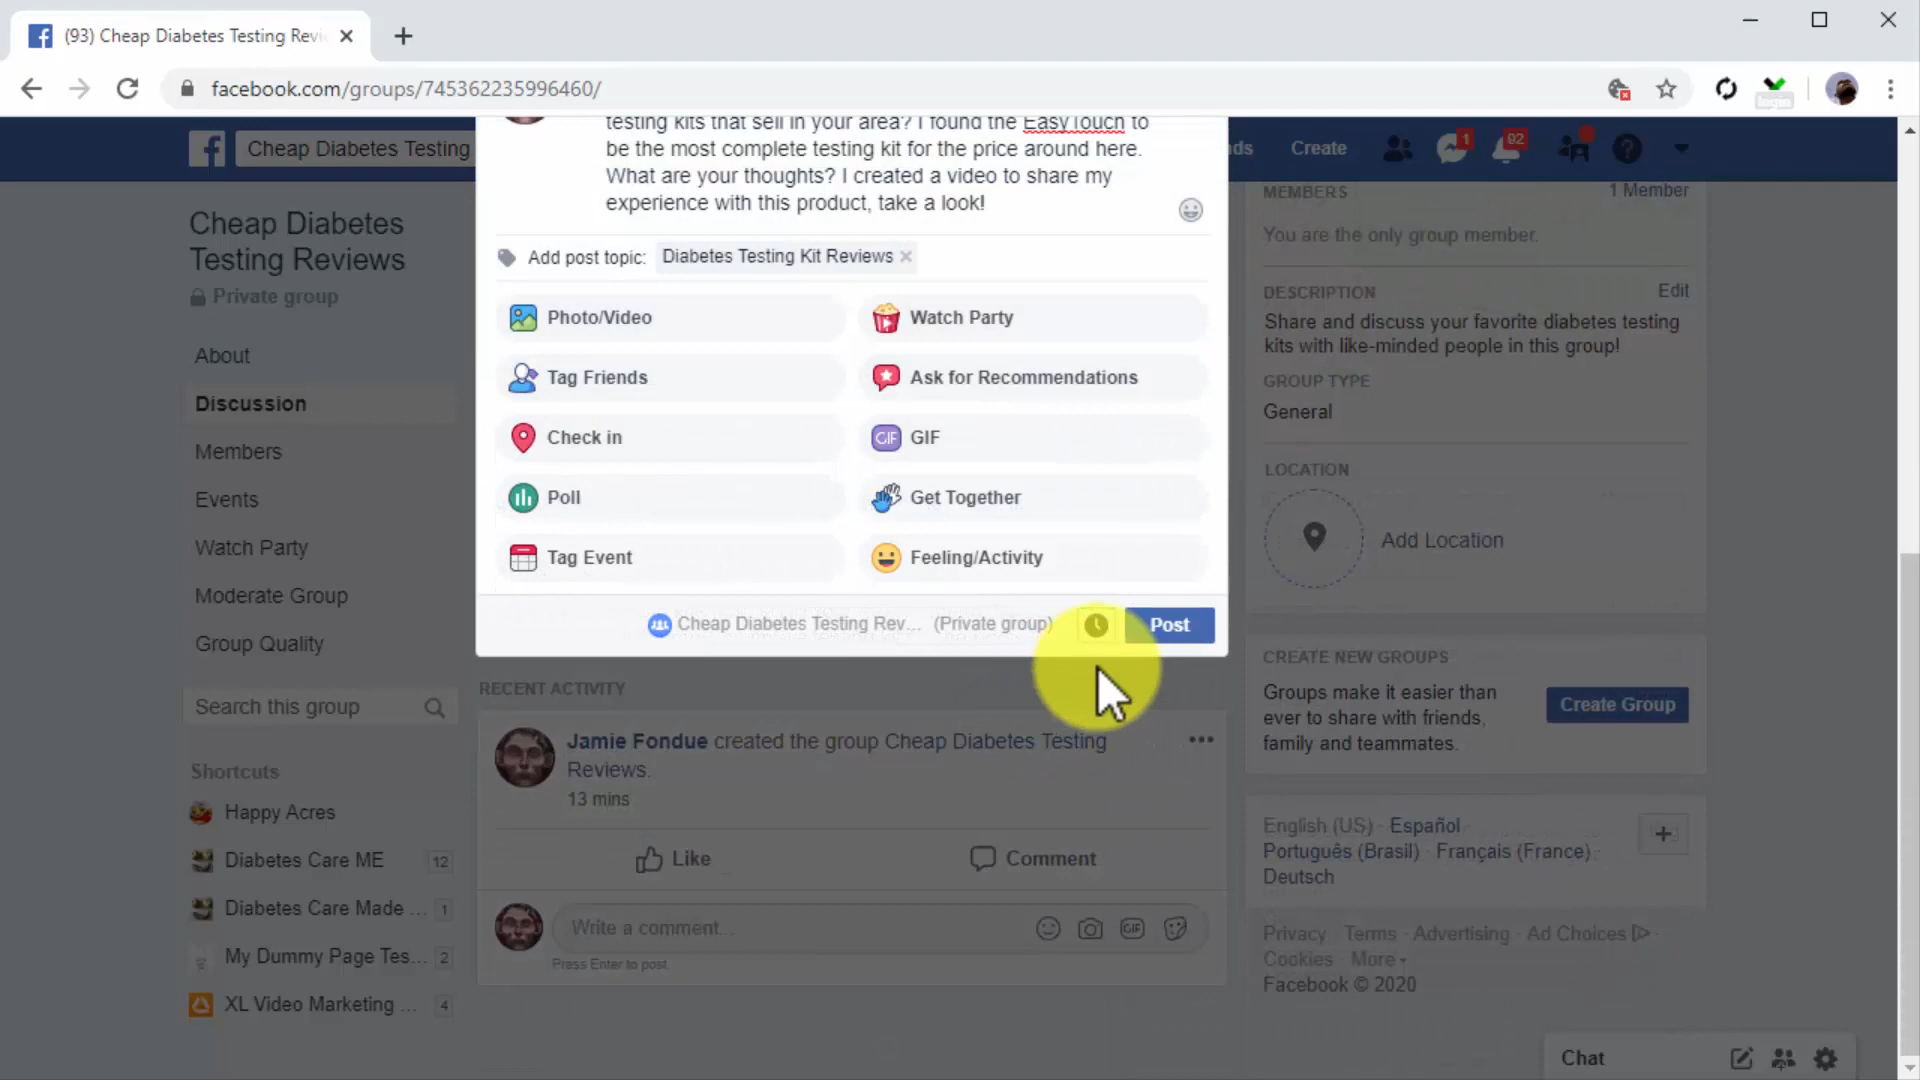 (93) Cheap Diabetes Testing Revi
facebook.com/groups/745362235996460/
login
Cheap Diabetes Testing
Create
1
92
testing kits that sell in your area? I found the EasyTouch to
be the most complete testing kit for the price around here.
What are your thoughts? I created a video to share my
experience with this product, take a look!
Add post topic: Diabetes Testing Kit Reviews
Photo/Video
Watch Party
Tag Friends
Ask for Recommendations
Check in
GIF GIF
Poll
Get Together
Tag Event
Feeling/Activity
Cheap Diabetes Testing Rev... (Private group)
Post
Cheap Diabetes
Testing Reviews
Private group
About
Discussion
Members
Events
Watch Party
Moderate Group
Group Quality
Search this group
Shortcuts
Happy Acres
Diabetes Care ME 12
Diabetes Care Made ... 1
My Dummy Page Tes... 2
XL Video Marketing ... 4
RECENT ACTIVITY
Jamie Fondue created the group Cheap Diabetes Testing
Reviews.
13 mins
Like
Comment
Write a comment...
GIF
Press Enter to post.
MEMBERS
1 Member
You are the only group member.
DESCRIPTION
Edit
Share and discuss your favorite diabetes testing
kits with like-minded people in this group!
GROUP TYPE
General
LOCATION
Add Location
CREATE NEW GROUPS
Groups make it easier than
ever to share with friends,
family and teammates.
Create Group
English (US) · Español ·
Português (Brasil) · Français (France) ·
Deutsch
Privacy · Terms · Advertising · Ad Choices ·
Cookies · More
Facebook © 2020
Chat